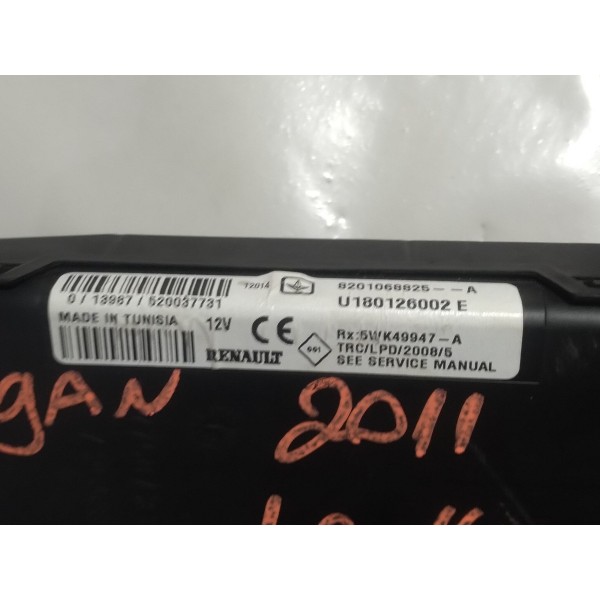 T2014
8201068825--A
0 / 13987 / 520037731
U180126002 E
MADE IN TUNISIA 12V CE
RENAULT
Rx:5WK49947-A
TRC/LPD/2008/5
SEE SERVICE MANUAL
GAN 2011